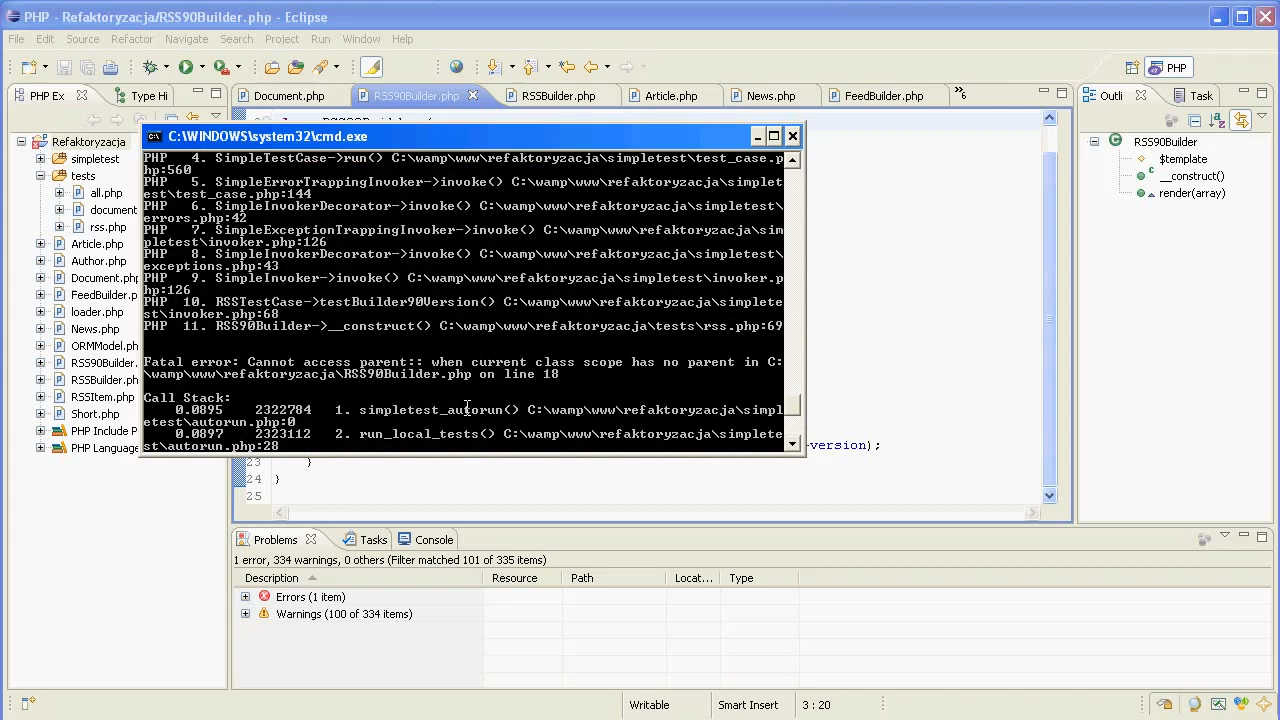 PHP - Refaktoryzacja/RSS90Builder.php - Eclipse
File Edit Source Refactor Navigate Search Project Run Window Help
PHP
PHP Ex Type Hi
Document.php RSS90Builder.php RSSBuilder.php Article.php News.php FeedBuilder.php
Outli Task
Refaktoryzacja
simpletest
tests
all.php
document
rss.php
Article.php
Author.php
Document.php
FeedBuilder.p
loader.php
News.php
ORMModel.ph
RSS90Builder.
RSSBuilder.ph
RSSItem.php
Short.php
PHP Include P
PHP Languag
C:\WINDOWS\system32\cmd.exe
PHP   4. SimpleTestCase->run() C:\wamp\www\refaktoryzacja\simpletest\test_case.p
hp:560
PHP   5. SimpleErrorTrappingInvoker->invoke() C:\wamp\www\refaktoryzacja\simplet
est\test_case.php:144
PHP   6. SimpleInvokerDecorator->invoke() C:\wamp\www\refaktoryzacja\simpletest\
errors.php:42
PHP   7. SimpleExceptionTrappingInvoker->invoke() C:\wamp\www\refaktoryzacja\sim
pletest\invoker.php:126
PHP   8. SimpleInvokerDecorator->invoke() C:\wamp\www\refaktoryzacja\simpletest\
exceptions.php:43
PHP   9. SimpleInvoker->invoke() C:\wamp\www\refaktoryzacja\simpletest\invoker.p
hp:126
PHP  10. RSSTestCase->testBuilder90Version() C:\wamp\www\refaktoryzacja\simplete
st\invoker.php:68
PHP  11. RSS90Builder->__construct() C:\wamp\www\refaktoryzacja\tests\rss.php:69
Fatal error: Cannot access parent:: when current class scope has no parent in C:
\wamp\www\refaktoryzacja\RSS90Builder.php on line 18
Call Stack:
0.0895 2322784 1. simpletest_autorun() C:\wamp\www\refaktoryzacja\simpl
etest\autorun.php:0
0.0897 2323112 2. run_local_tests() C:\wamp\www\refaktoryzacja\simplete
st\autorun.php:28
version);
23 }
24 }
25
RSS90Builder
$template
__construct()
render(array)
Problems Tasks Console
1 error, 334 warnings, 0 others (Filter matched 101 of 335 items)
Description Resource Path Locat... Type
Errors (1 item)
Warnings (100 of 334 items)
Writable Smart Insert 3 : 20